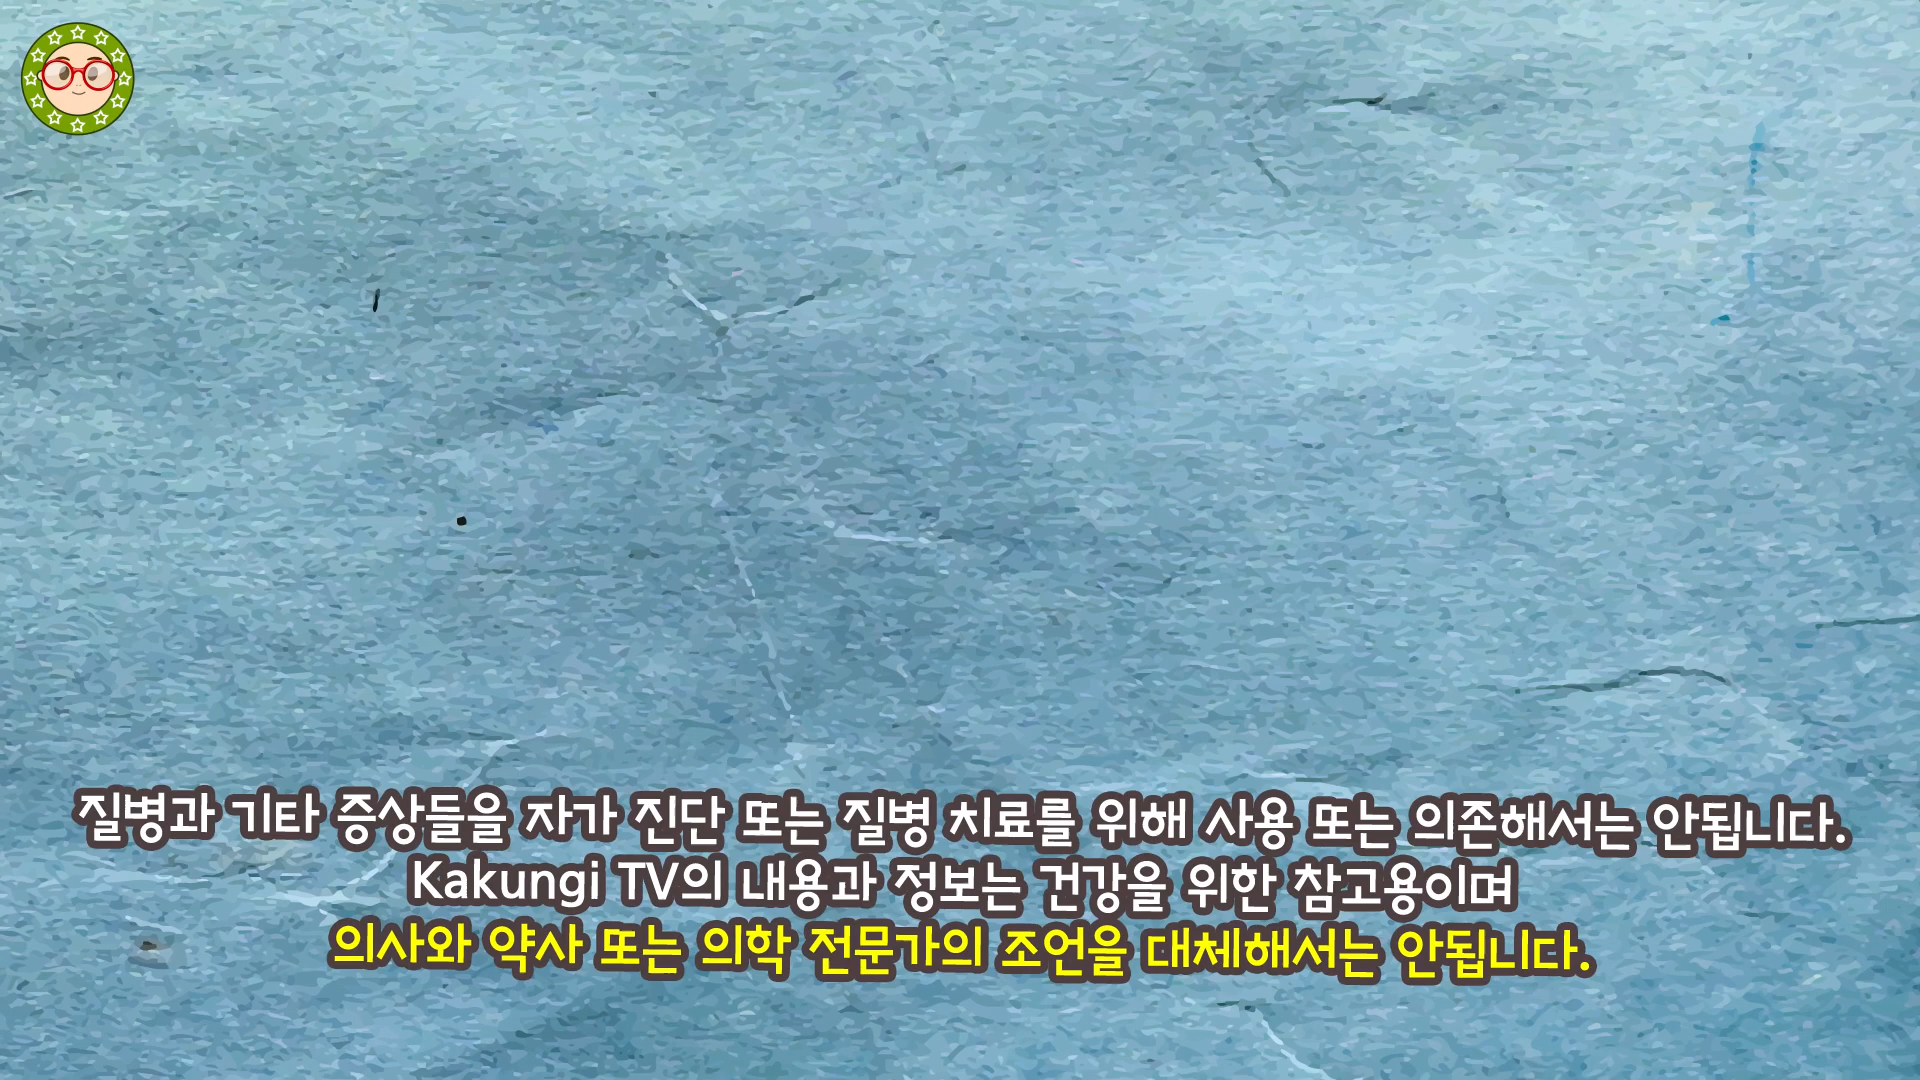 질병과 기타 증상들을 자가 진단 또는 질병 치료를 위해 사용 또는 의존해서는 안됩니다.
Kakungi TV의 내용과 정보는 건강을 위한 참고용이며
의사와 약사 또는 의학 전문가의 조언을 대체해서는 안됩니다.